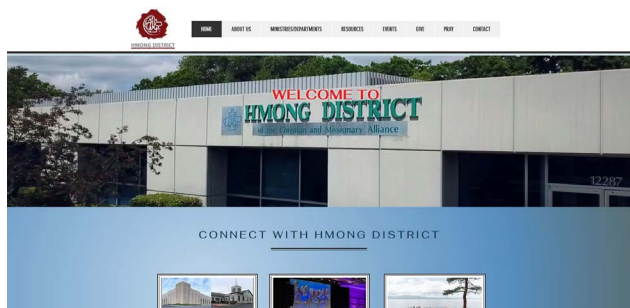 HMONG DISTRICT
HOME ABOUT US MINISTRIES/DEPARTMENTS RESOURCES EVENTS GIVE PRAY CONTACT
WELCOME TO
HMONG DISTRICT
of the Christian and Missionary Alliance
12287
CONNECT WITH HMONG DISTRICT